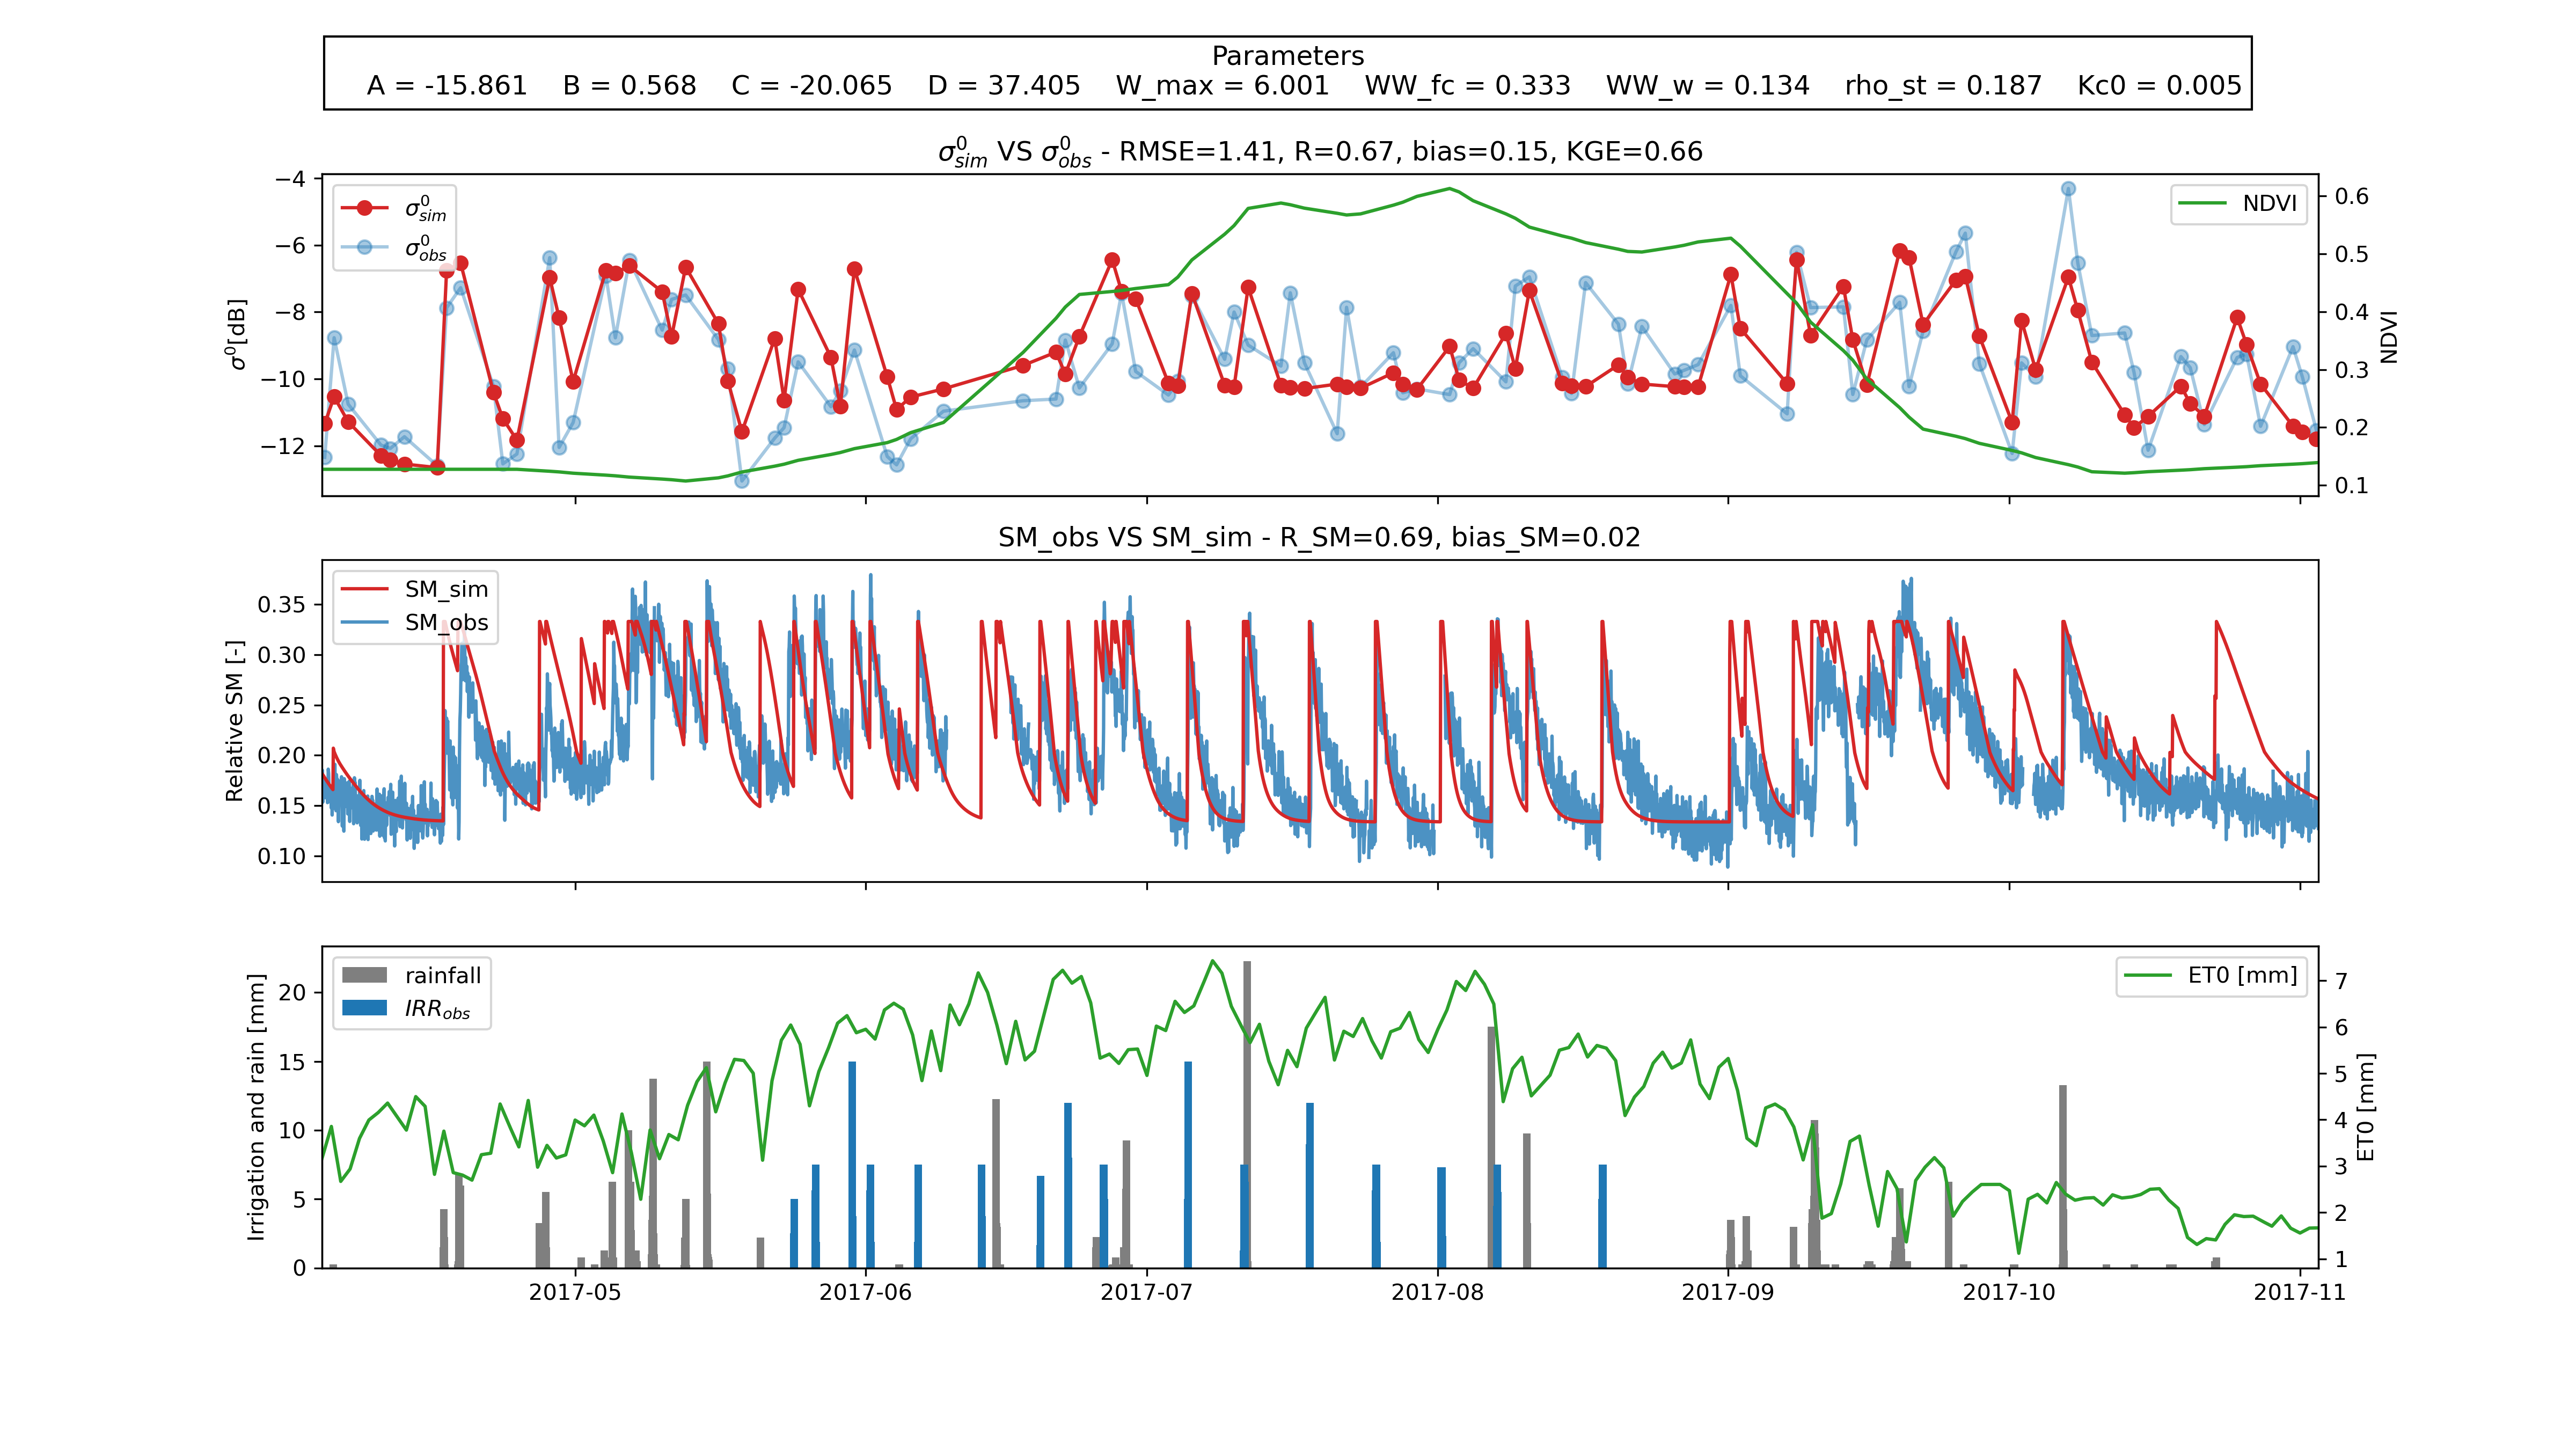 Parameters
A = -15.861 B = 0.568 C = -20.065 D = 37.405 W_max = 6.001 WW_fc = 0.333 WW_w = 0.134 rho_st = 0.187 Kc0 = 0.005
σ⁰sim VS σ⁰obs - RMSE=1.41, R=0.67, bias=0.15, KGE=0.66
σ⁰sim
σ⁰obs
NDVI
σ⁰[dB]
−4
−6
−8
−10
−12
0.6
0.5
0.4
0.3
0.2
0.1
NDVI
SM_obs VS SM_sim - R_SM=0.69, bias_SM=0.02
SM_sim
SM_obs
Relative SM [-]
0.35
0.30
0.25
0.20
0.15
0.10
rainfall
IRRobs
ET0 [mm]
Irrigation and rain [mm]
20
15
10
5
0
7
6
5
4
3
2
1
ET0 [mm]
2017-05 2017-06 2017-07 2017-08 2017-09 2017-10 2017-11